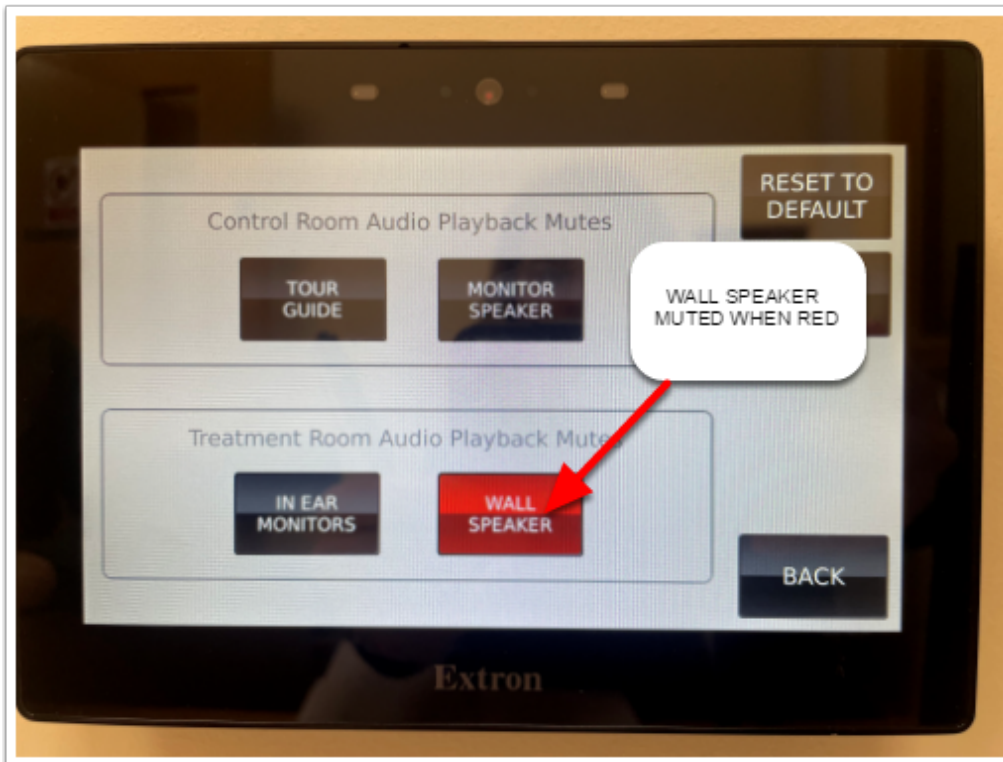 RESET TO
DEFAULT
Control Room Audio Playback Mutes
TOUR
GUIDE
MONITOR
SPEAKER
WALL SPEAKER
MUTED WHEN RED
Treatment Room Audio Playback Mutes
IN EAR
MONITORS
WALL
SPEAKER
BACK
Extron